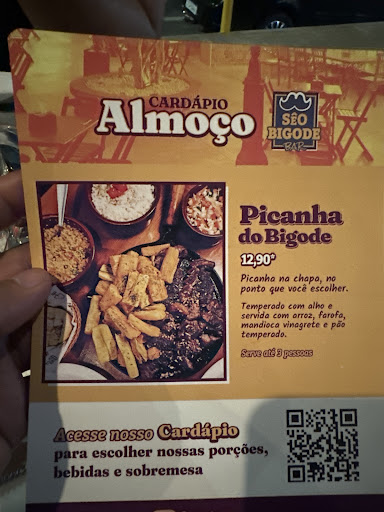 CARDÁPIO
Almoço
SÊO
BIGODE
BAR
Picanha
do Bigode
12,90*
Picanha na chapa, no
ponto que você escolher.
Temperado com alho e
servida com arroz, farofa,
mandioca vinagrete e pão
temperado.
Serve até 3 pessoas
Acesse nosso Cardápio
para escolher nossas porções,
bebidas e sobremesa